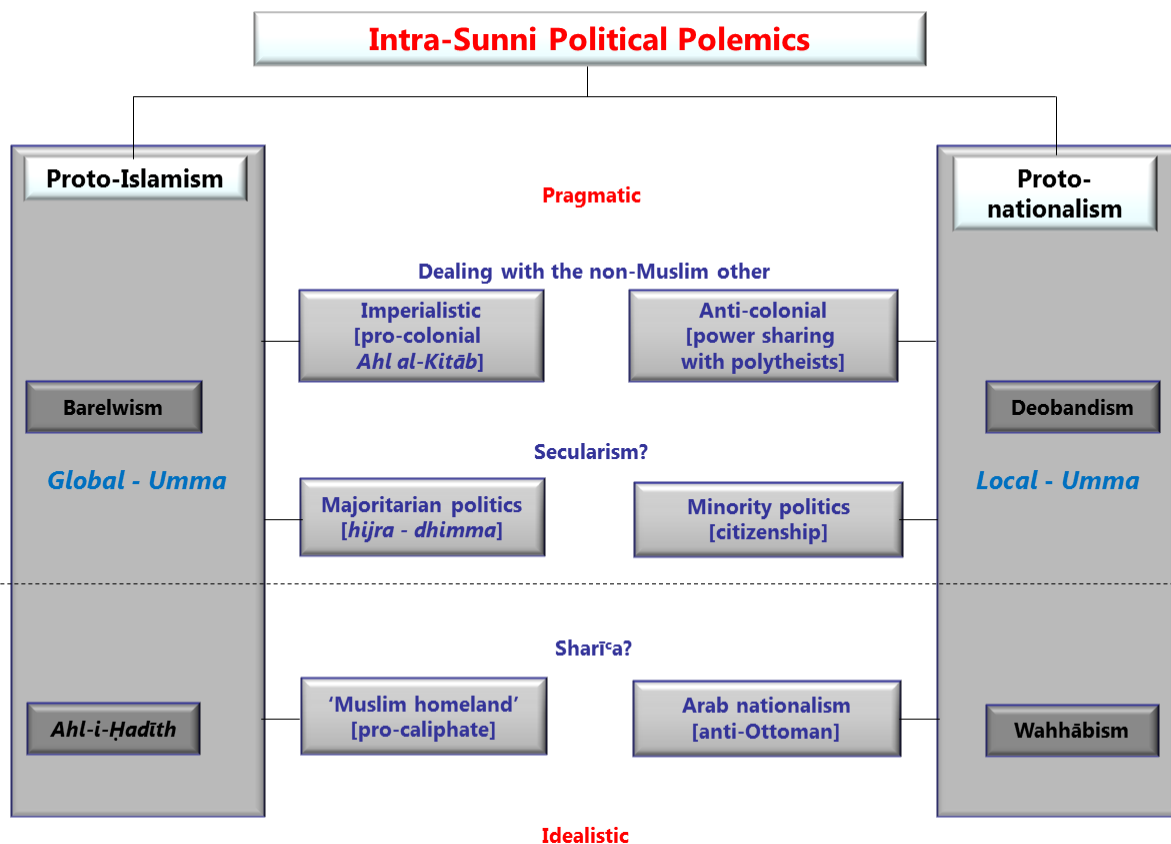 Intra-Sunni Political Polemics
Proto-Islamism
Proto-
nationalism
Pragmatic
Dealing with the non-Muslim other
Imperialistic
[pro-colonial
Ahl al-Kitāb]
Anti-colonial
[power sharing
with polytheists]
Barelwism
Deobandism
Global - Umma
Local - Umma
Secularism?
Majoritarian politics
[hijra - dhimma]
Minority politics
[citizenship]
Sharīᶜa?
‘Muslim homeland’
[pro-caliphate]
Arab nationalism
[anti-Ottoman]
Ahl-i-Ḥadīth
Wahhābism
Idealistic